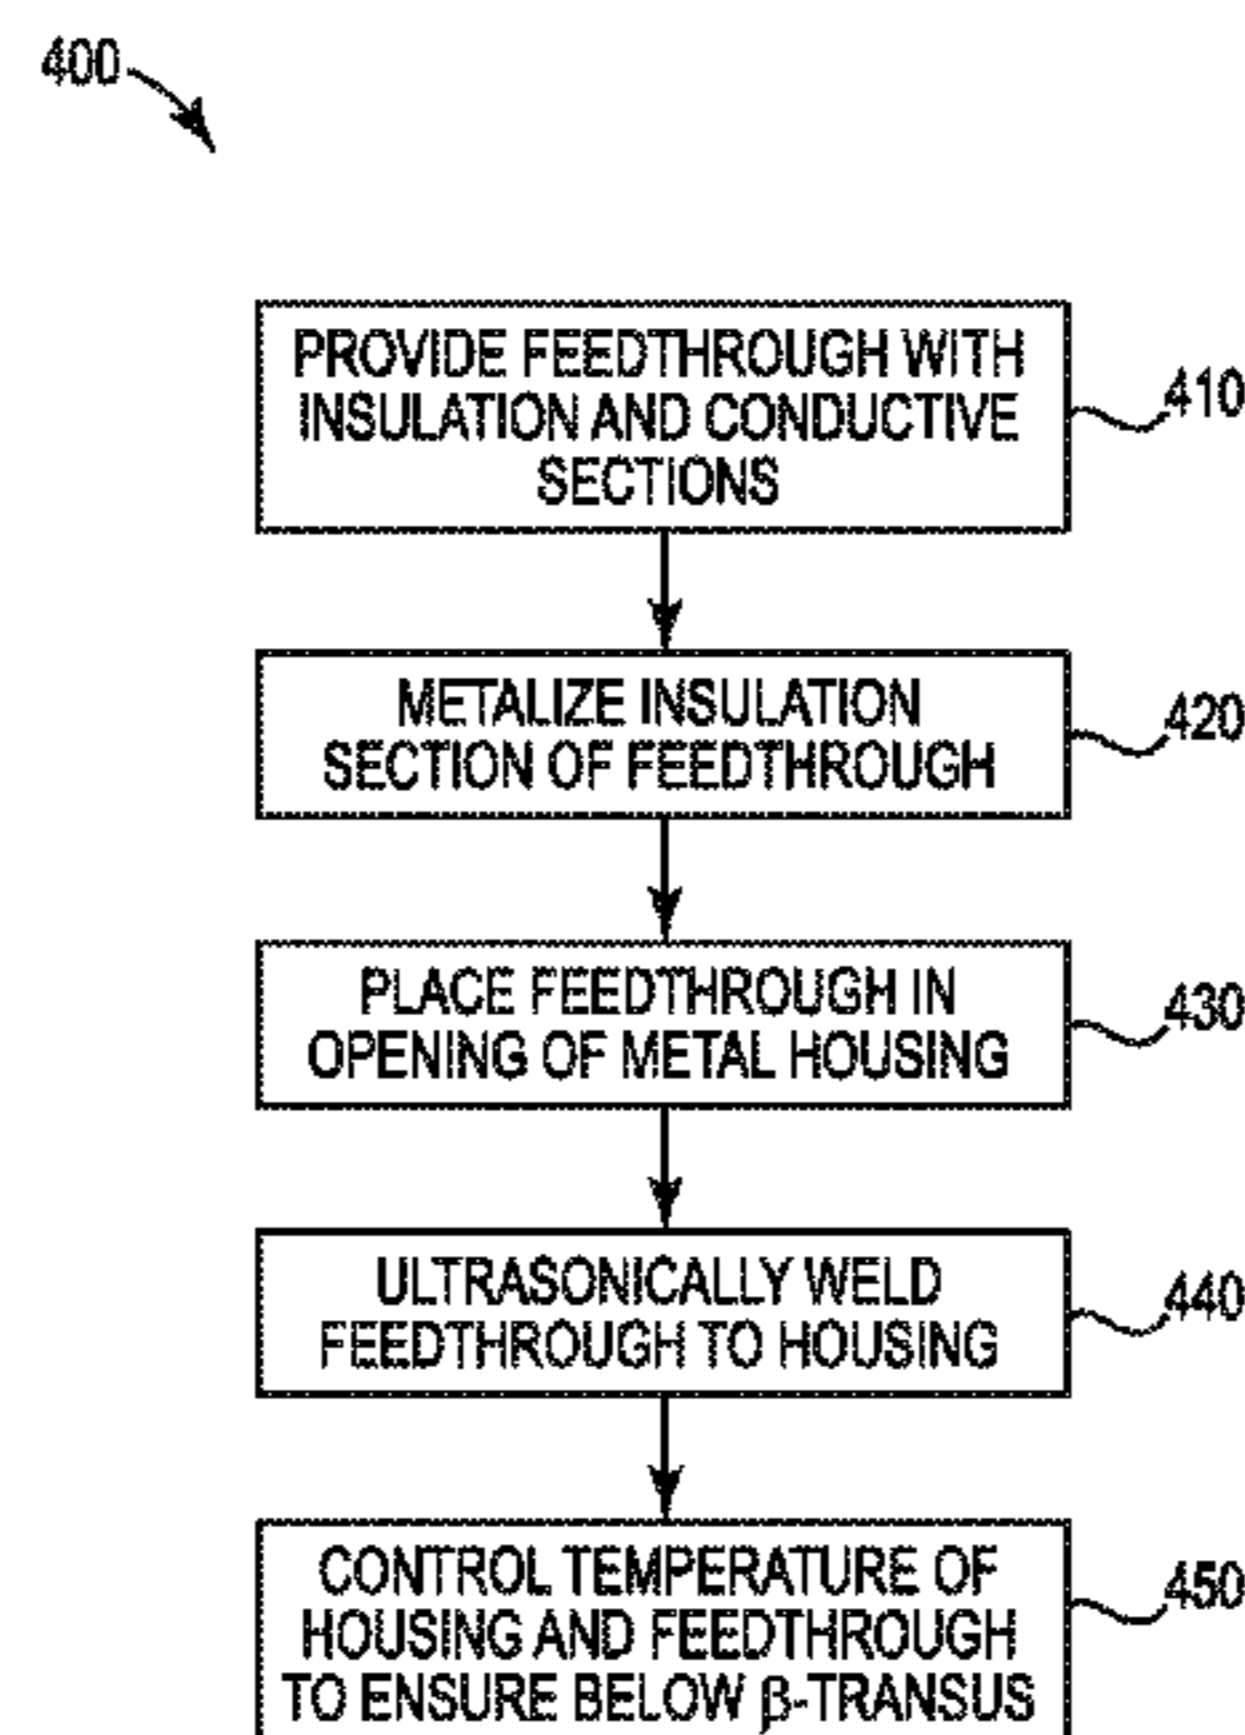 400
PROVIDE FEEDTHROUGH WITH
INSULATION AND CONDUCTIVE
SECTIONS
410
METALIZE INSULATION
SECTION OF FEEDTHROUGH
420
PLACE FEEDTHROUGH IN
OPENING OF METAL HOUSING
430
ULTRASONICALLY WELD
FEEDTHROUGH TO HOUSING
440
CONTROL TEMPERATURE OF
HOUSING AND FEEDTHROUGH
TO ENSURE BELOW β-TRANSUS
450